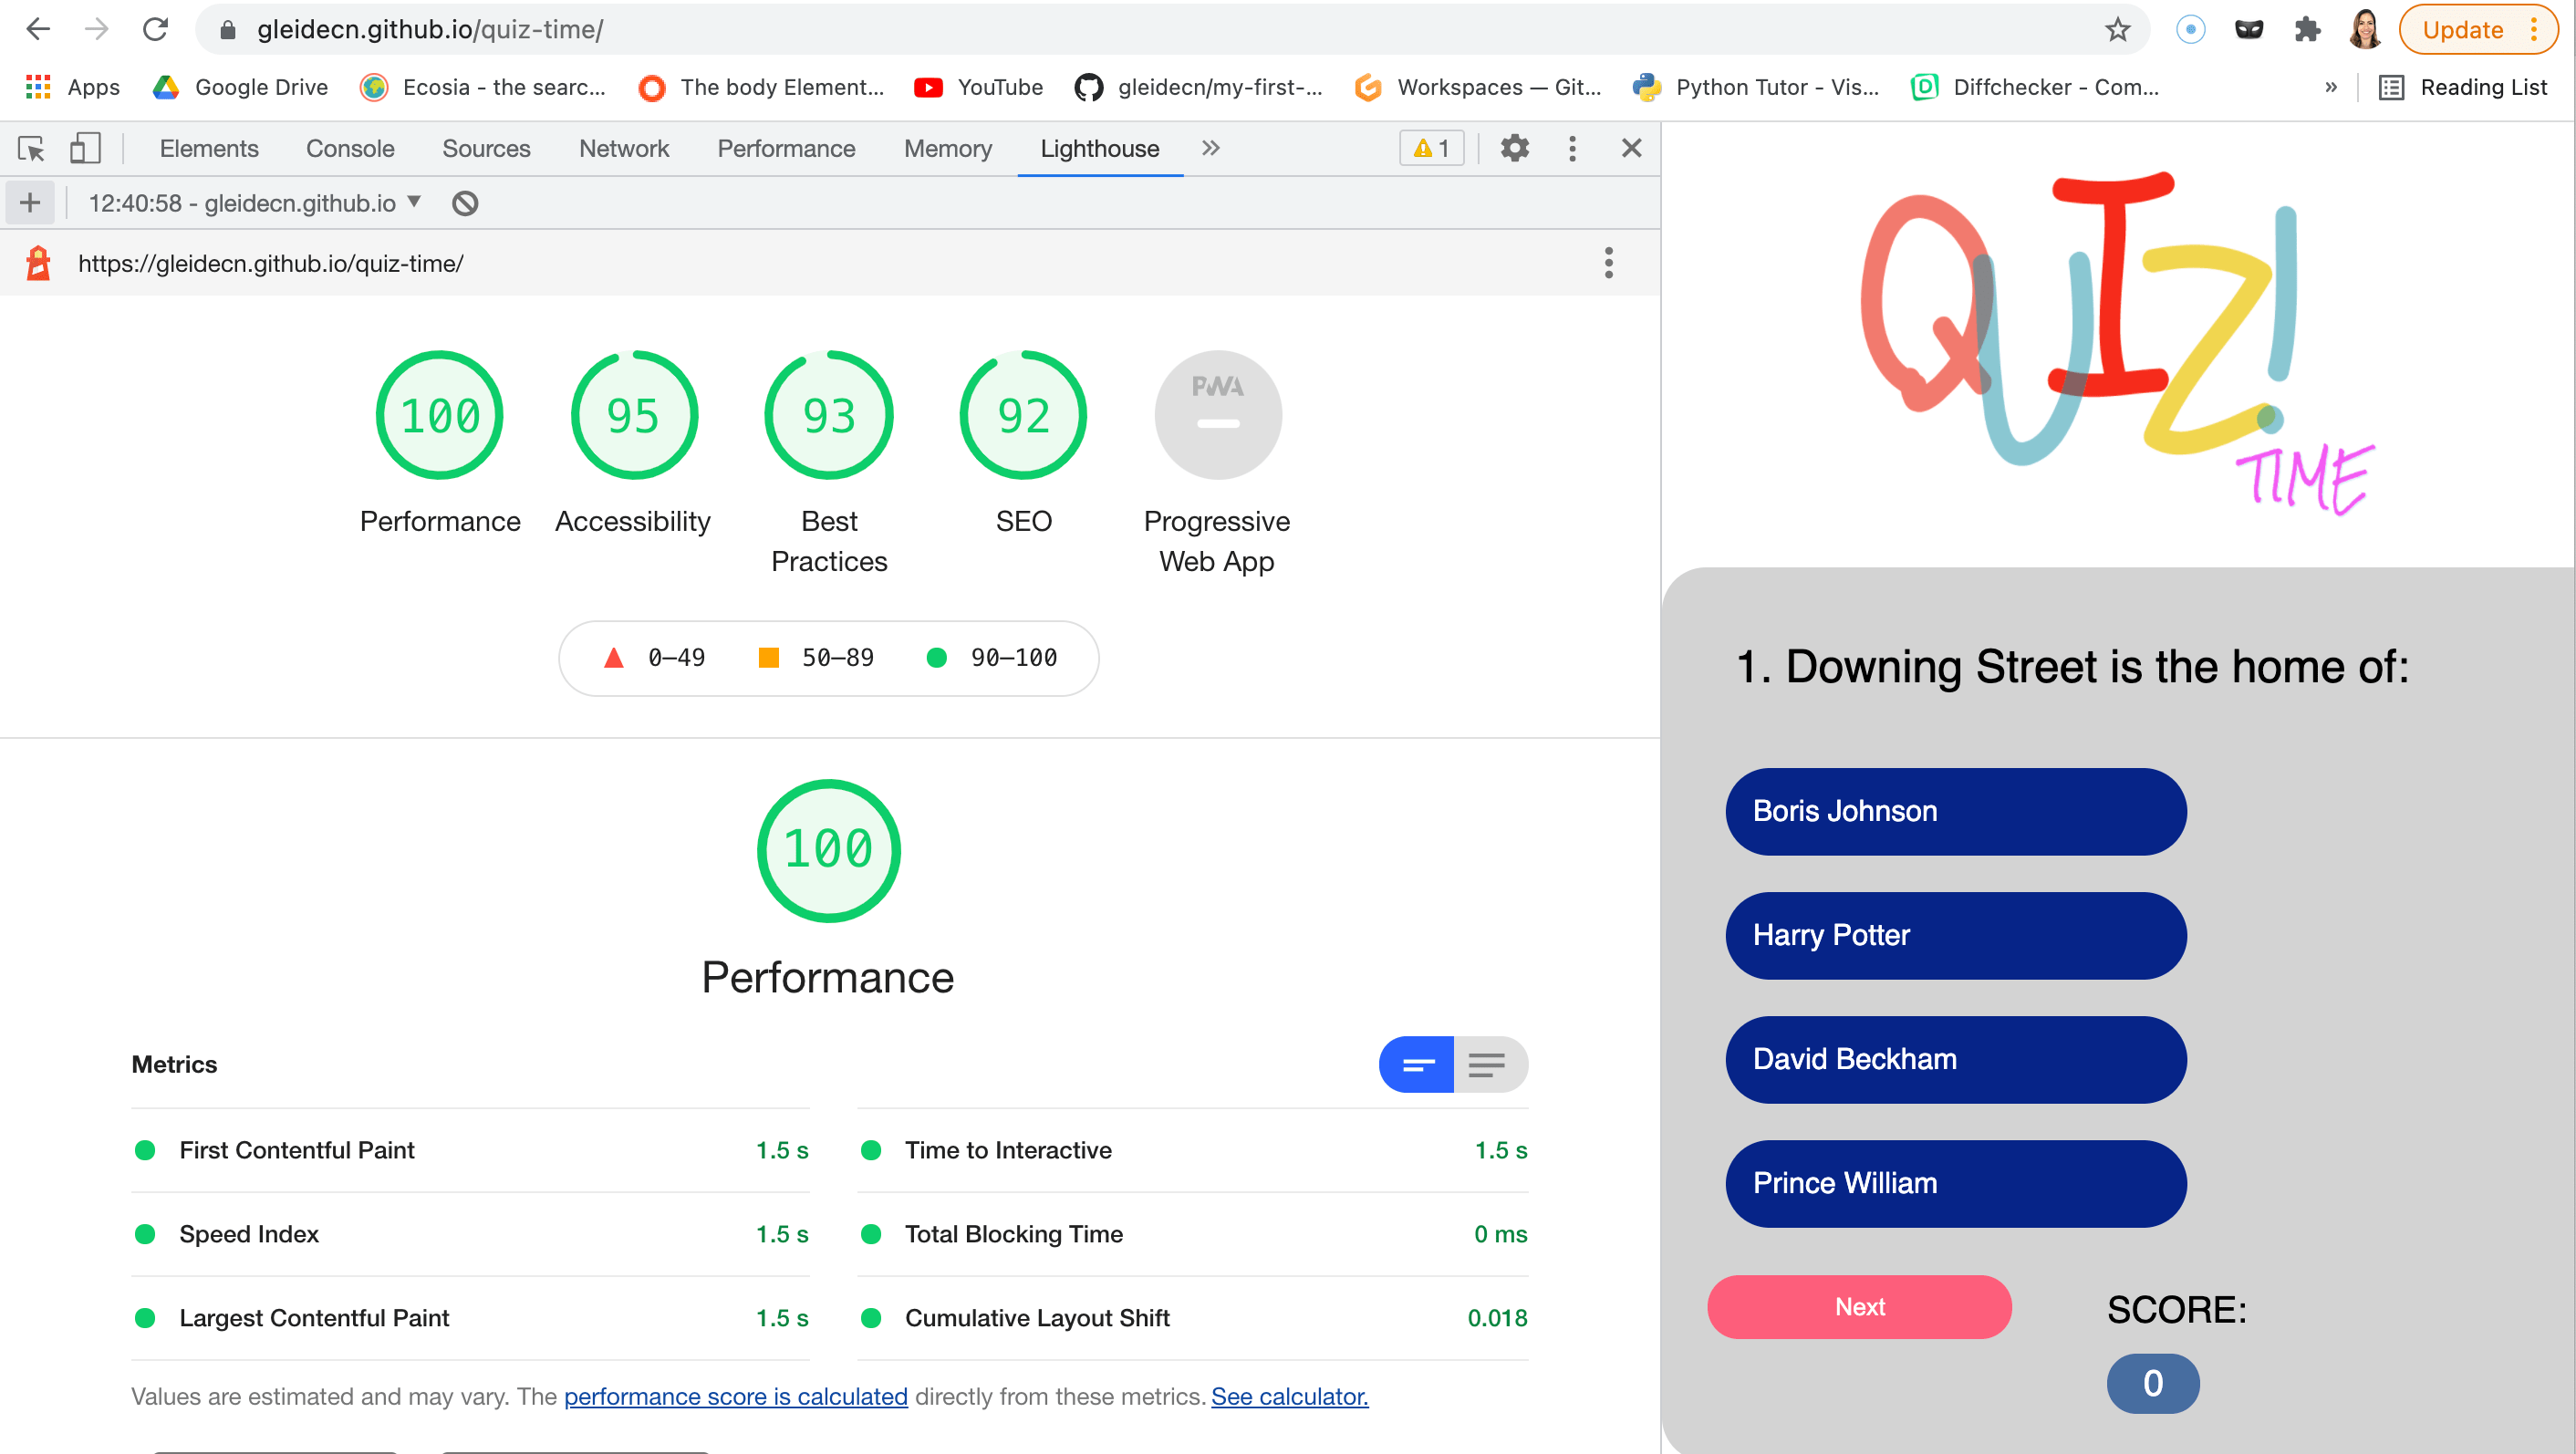 gleidecn.github.io/quiz-time/
Update
Apps
Google Drive
Ecosia - the searc...
The body Element...
YouTube
gleidecn/my-first-...
Workspaces — Git...
Python Tutor - Vis...
Diffchecker - Com...
»
Reading List
Elements
Console
Sources
Network
Performance
Memory
Lighthouse
1
12:40:58 - gleidecn.github.io
https://gleidecn.github.io/quiz-time/
100
95
93
92
PWA
Performance
Accessibility
Best
Practices
SEO
Progressive
Web App
0–49
50–89
90–100
100
Performance
Metrics
First Contentful Paint
1.5 s
Time to Interactive
1.5 s
Speed Index
1.5 s
Total Blocking Time
0 ms
Largest Contentful Paint
1.5 s
Cumulative Layout Shift
0.018
Values are estimated and may vary. The performance score is calculated directly from these metrics. See calculator.
QUIZ!
TIME
1. Downing Street is the home of:
Boris Johnson
Harry Potter
David Beckham
Prince William
Next
SCORE:
0